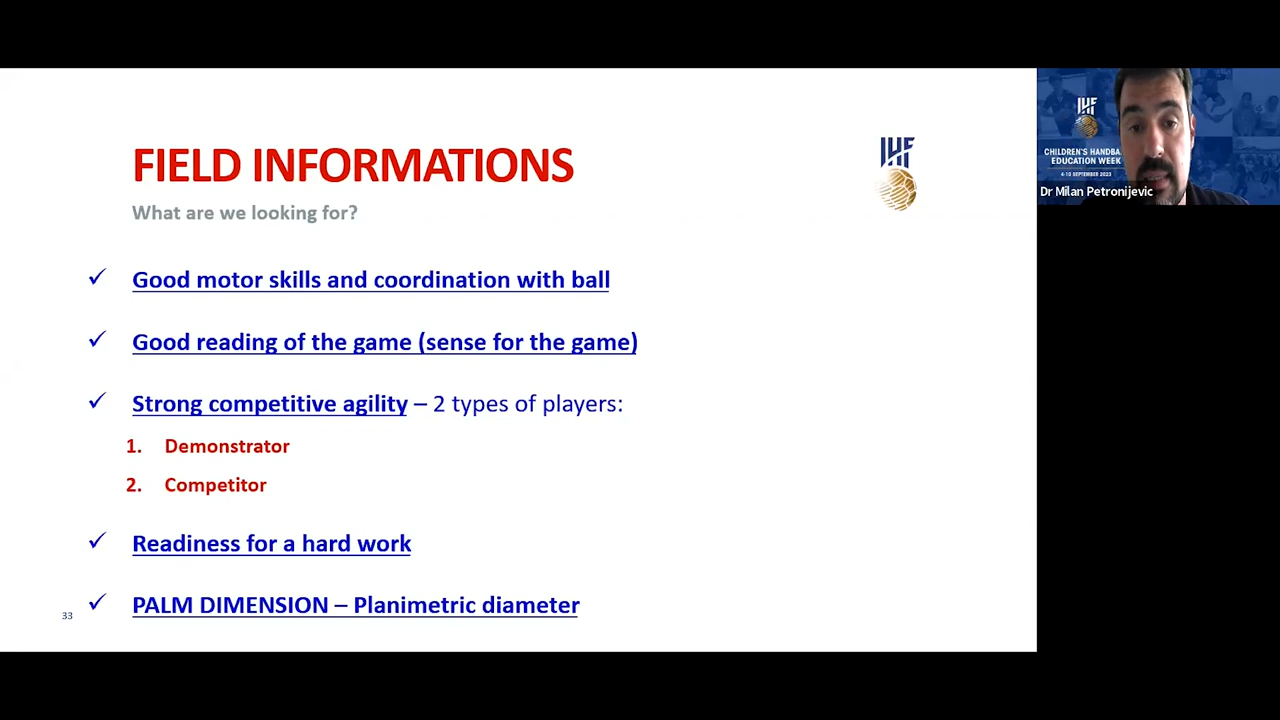 FIELD INFORMATIONS
What are we looking for?
IHF
✓ Good motor skills and coordination with ball
✓ Good reading of the game (sense for the game)
✓ Strong competitive agility – 2 types of players:
1. Demonstrator
2. Competitor
✓ Readiness for a hard work
✓ PALM DIMENSION – Planimetric diameter
33
IHF
CHILDREN'S HANDBA
EDUCATION WEEK
4-10 SEPTEMBER 2023
Dr Milan Petronijevic